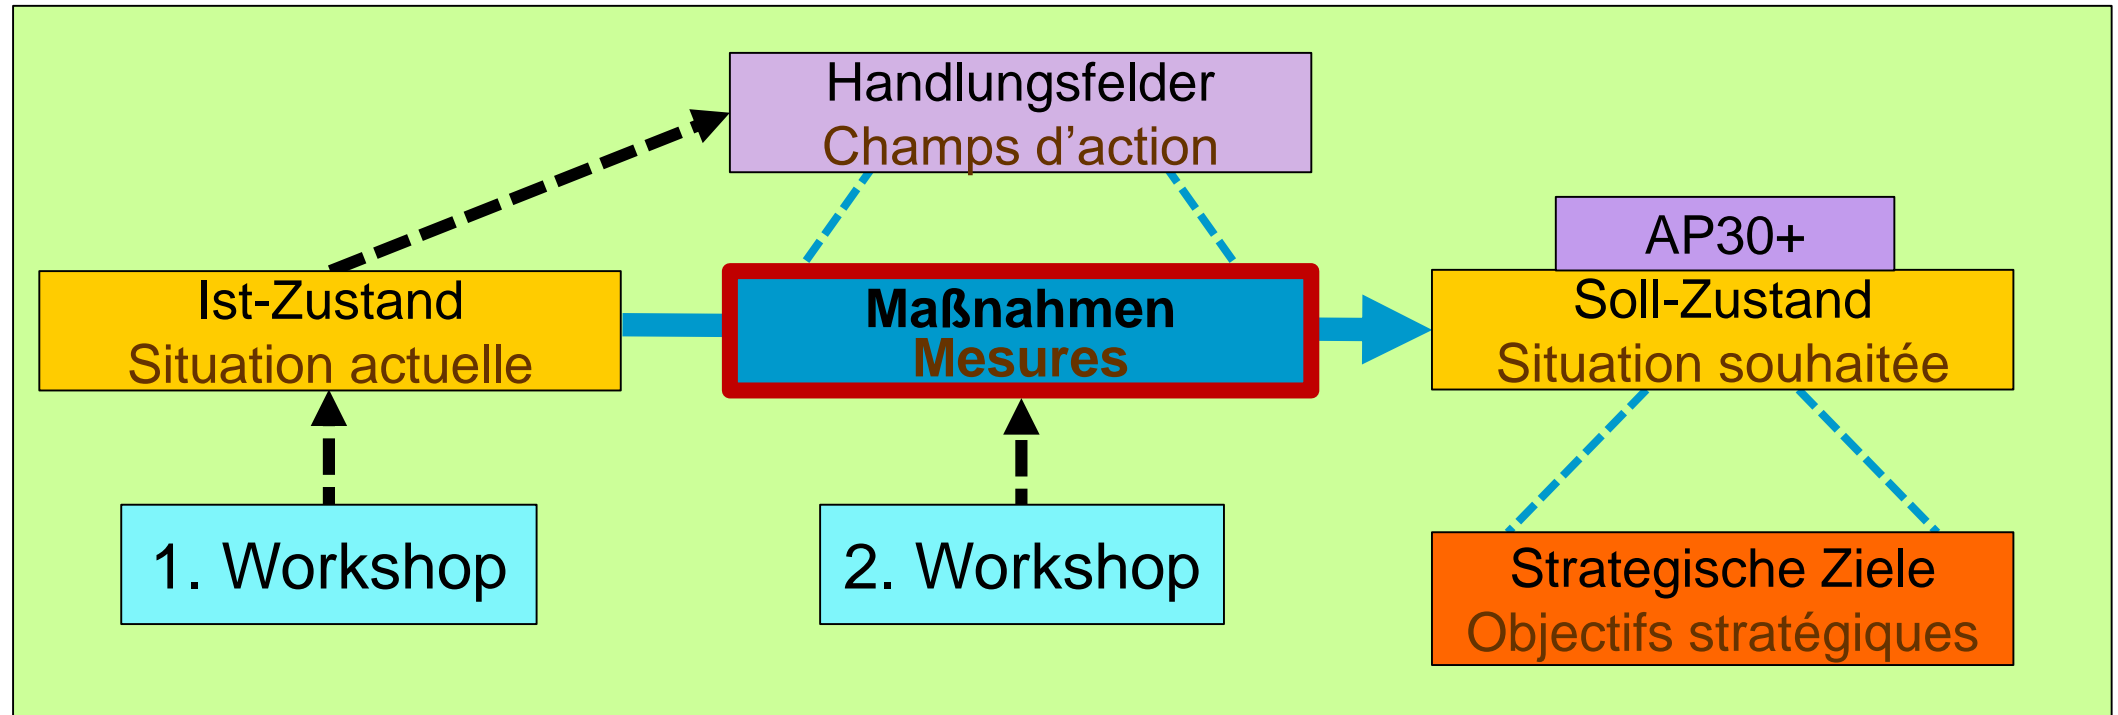 Handlungsfelder
Champs d’action
AP30+
Ist-Zustand
Situation actuelle
Maßnahmen
Mesures
Soll-Zustand
Situation souhaitée
1. Workshop
2. Workshop
Strategische Ziele
Objectifs stratégiques